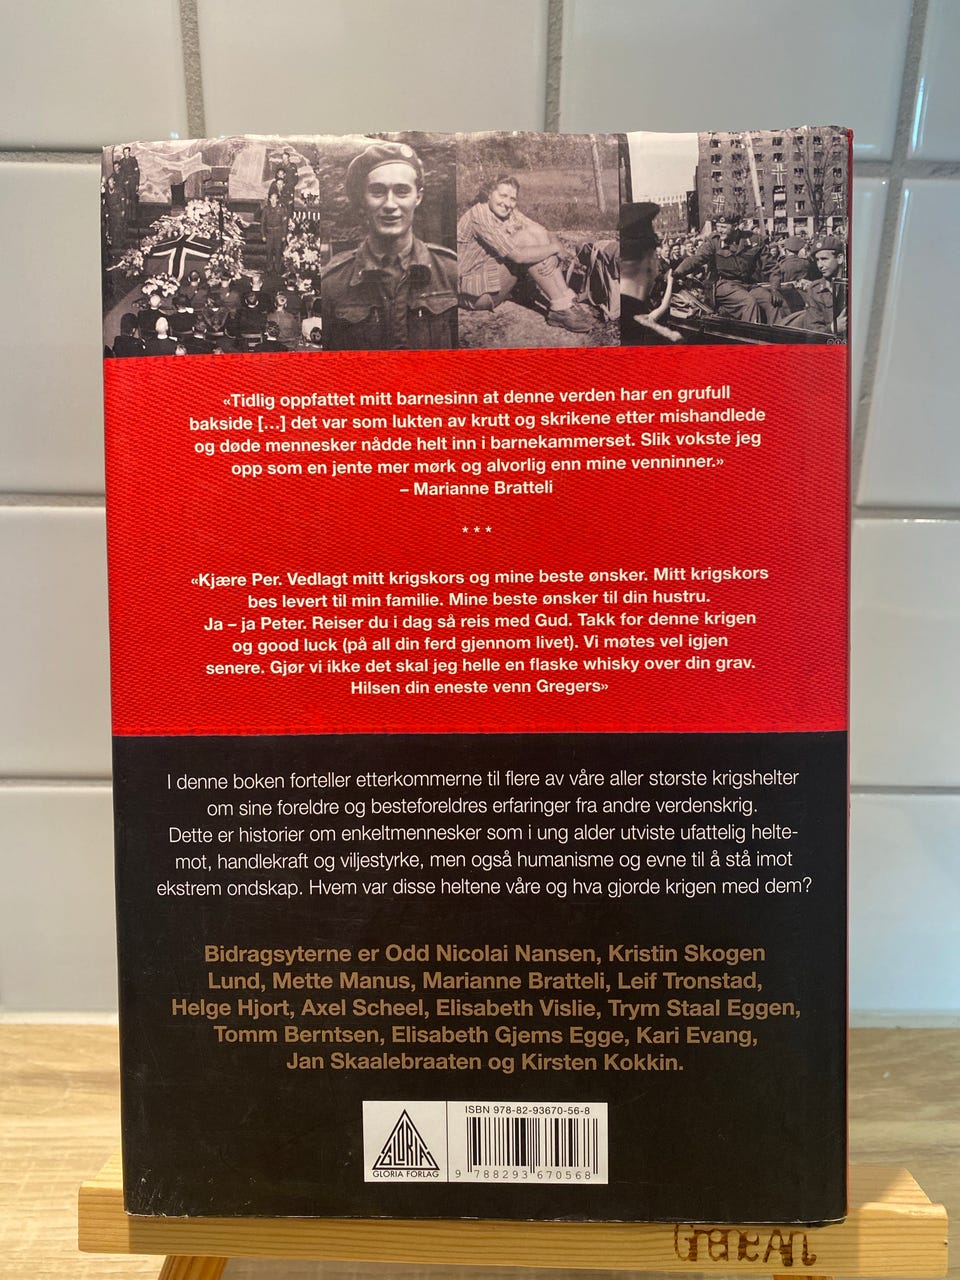 «Tidlig oppfattet mitt barnesinn at denne verden har en grufull
bakside [...] det var som lukten av krutt og skrikene etter mishandlede
og døde mennesker nådde helt inn i barnekammerset. Slik vokste jeg
opp som en jente mer mørk og alvorlig enn mine venninner.»
– Marianne Bratteli
* * *
«Kjære Per. Vedlagt mitt krigskors og mine beste ønsker. Mitt krigskors
bes levert til min familie. Mine beste ønsker til din hustru.
Ja – ja Peter. Reiser du i dag så reis med Gud. Takk for denne krigen
og good luck (på all din ferd gjennom livet). Vi møtes vel igjen
senere. Gjør vi ikke det skal jeg helle en flaske whisky over din grav.
Hilsen din eneste venn Gregers»
I denne boken forteller etterkommerne til flere av våre aller største krigshelter
om sine foreldre og besteforeldres erfaringer fra andre verdenskrig.
Dette er historier om enkeltmennesker som i ung alder utviste ufattelig helte-
mot, handlekraft og viljestyrke, men også humanisme og evne til å stå imot
ekstrem ondskap. Hvem var disse heltene våre og hva gjorde krigen med dem?
Bidragsyterne er Odd Nicolai Nansen, Kristin Skogen
Lund, Mette Manus, Marianne Bratteli, Leif Tronstad,
Helge Hjort, Axel Scheel, Elisabeth Vislie, Trym Staal Eggen,
Tomm Berntsen, Elisabeth Gjems Egge, Kari Evang,
Jan Skaalebraaten og Kirsten Kokkin.
GLORIA
GLORIA FORLAG
ISBN 978-82-93670-56-8
9 788293 670568
GreneArt